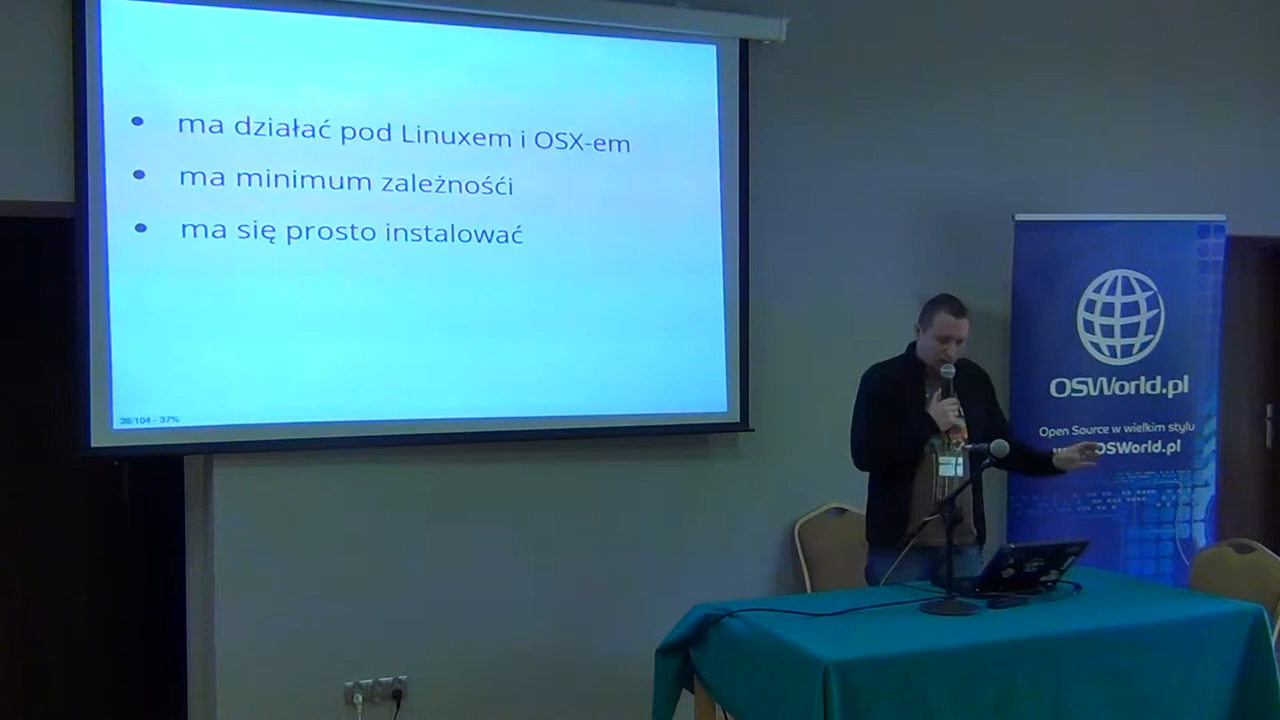 ma działać pod Linuxem i OSX-em
ma minimum zależnośći
ma się prosto instalować
38/104 - 37%
OSWorld.pl
Open Source w wielkim stylu
OSWorld.pl